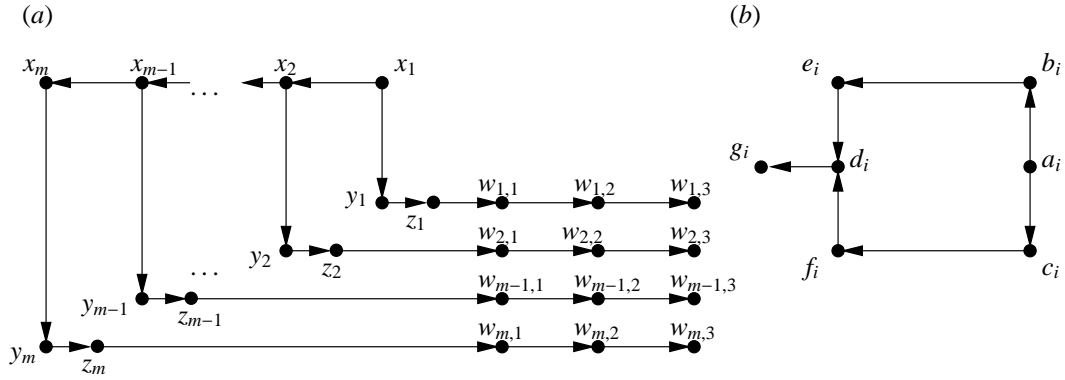 (a) (b)
x_m x_{m−1} x_2 x_1 e_i b_i
...
g_i d_i a_i
y_1 z_1 w_{1,1} w_{1,2} w_{1,3}
y_2 z_2 w_{2,1} w_{2,2} w_{2,3} f_i c_i
...
y_{m−1} z_{m−1} w_{m−1,1} w_{m−1,2} w_{m−1,3}
y_m z_m w_{m,1} w_{m,2} w_{m,3}